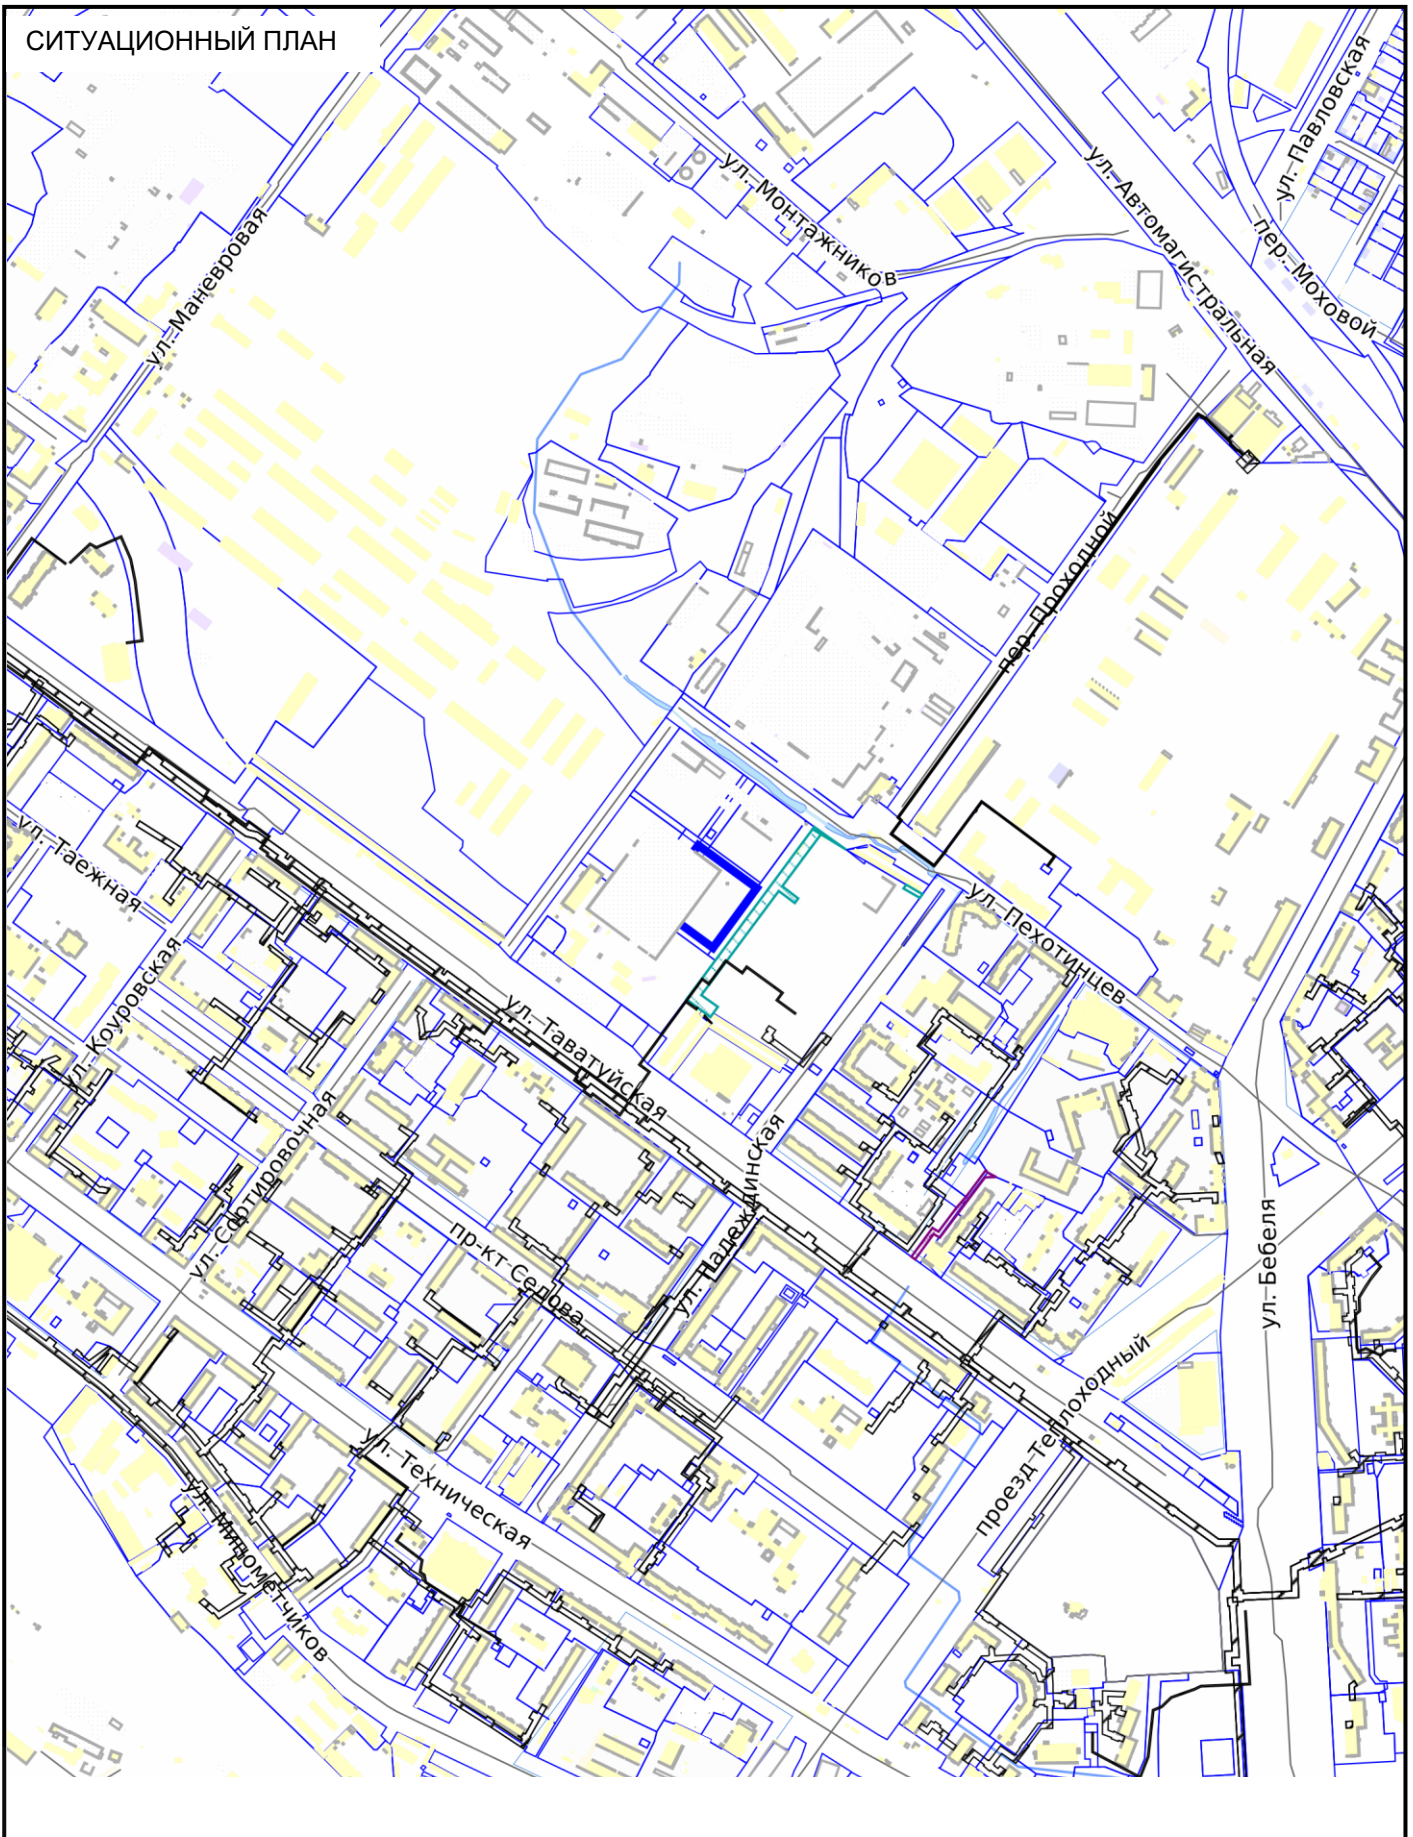 СИТУАЦИОННЫЙ ПЛАН
ул. Павловская
ул. Монтажников
ул. Автомагистральная
пер. Моховой
ул. Маневровая
пер. Проходной
ул. Таежная
ул. Пехотинцев
ул. Коуровская
ул. Таватуйская
ул. Сортировочная
ул. Надеждинская
пр-кт Седова
ул. Бебеля
проезд Теплоходный
ул. Техническая
ул. Минометчиков